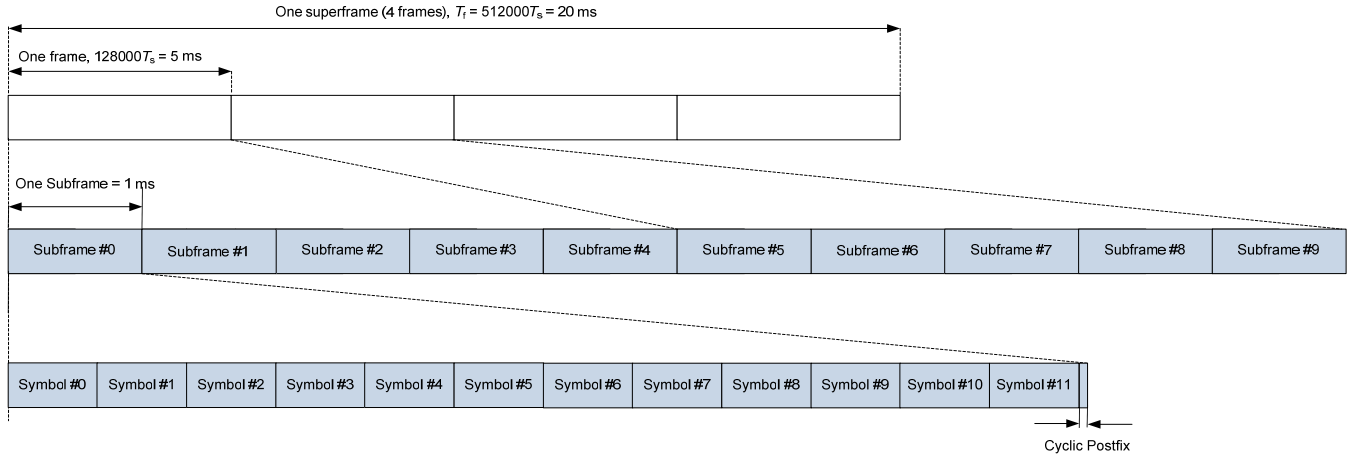 One superframe (4 frames), Tf = 512000Ts = 20 ms
One frame, 128000Ts = 5 ms
One Subframe = 1 ms
Subframe #0 Subframe #1 Subframe #2 Subframe #3 Subframe #4 Subframe #5 Subframe #6 Subframe #7 Subframe #8 Subframe #9
Symbol #0 Symbol #1 Symbol #2 Symbol #3 Symbol #4 Symbol #5 Symbol #6 Symbol #7 Symbol #8 Symbol #9 Symbol #10 Symbol #11
Cyclic Postfix